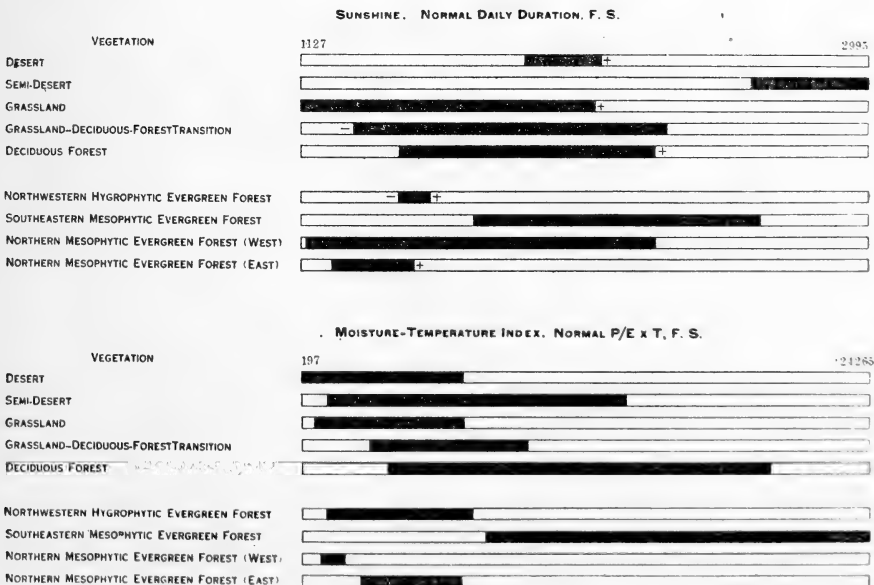 SUNSHINE. NORMAL DAILY DURATION, F. S.
VEGETATION
1127 2995
DESERT +
SEMI-DESERT
GRASSLAND +
GRASSLAND-DECIDUOUS-FOREST TRANSITION −
DECIDUOUS FOREST +
NORTHWESTERN HYGROPHYTIC EVERGREEN FOREST − +
SOUTHEASTERN MESOPHYTIC EVERGREEN FOREST
NORTHERN MESOPHYTIC EVERGREEN FOREST (WEST)
NORTHERN MESOPHYTIC EVERGREEN FOREST (EAST) +
MOISTURE-TEMPERATURE INDEX. NORMAL P/E X T, F. S.
VEGETATION
197 24265
DESERT
SEMI-DESERT
GRASSLAND
GRASSLAND-DECIDUOUS-FOREST TRANSITION
DECIDUOUS FOREST
NORTHWESTERN HYGROPHYTIC EVERGREEN FOREST
SOUTHEASTERN MESOPHYTIC EVERGREEN FOREST
NORTHERN MESOPHYTIC EVERGREEN FOREST (WEST)
NORTHERN MESOPHYTIC EVERGREEN FOREST (EAST)